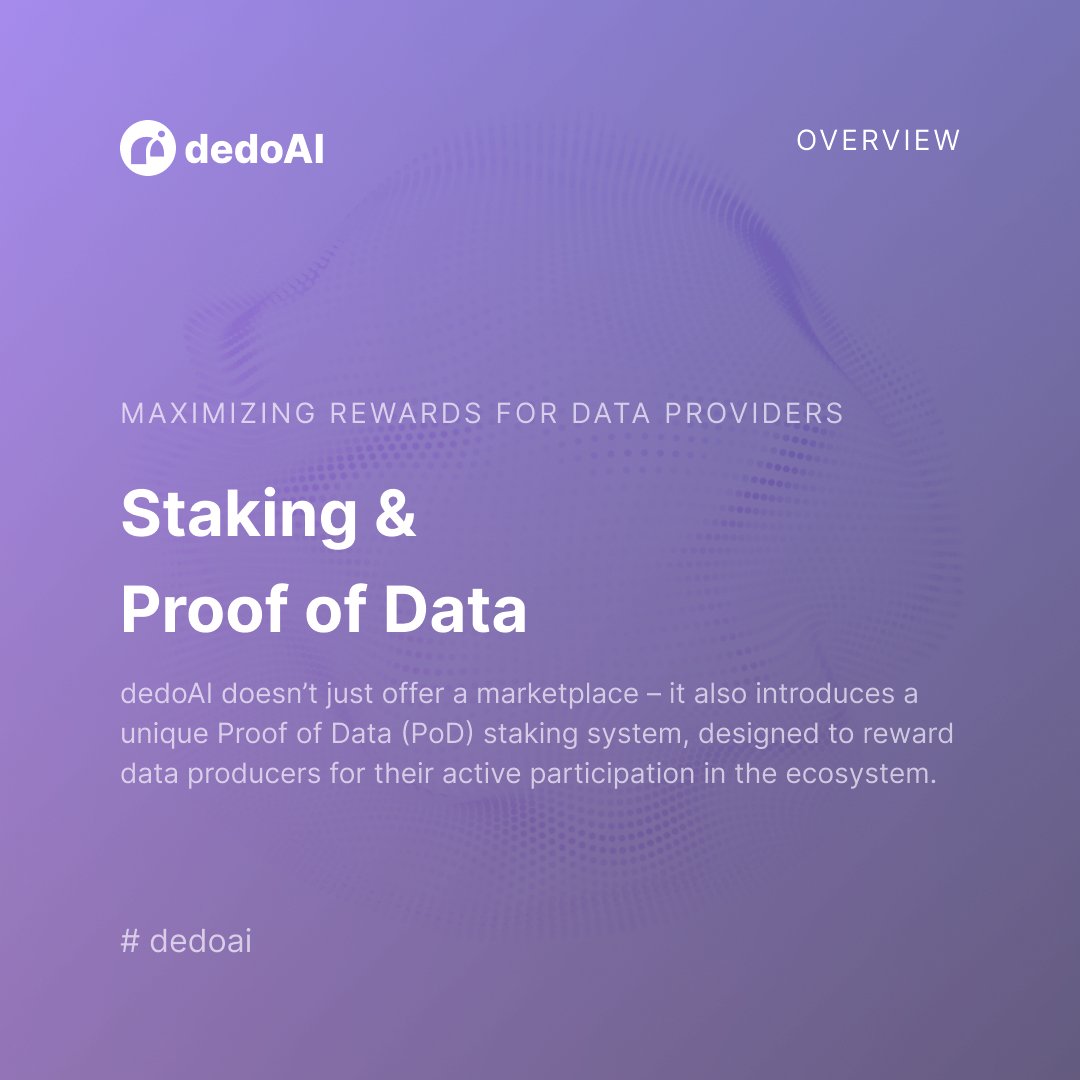 dedoAI
OVERVIEW
MAXIMIZING REWARDS FOR DATA PROVIDERS
Staking &
Proof of Data
dedoAI doesn’t just offer a marketplace – it also introduces a
unique Proof of Data (PoD) staking system, designed to reward
data producers for their active participation in the ecosystem.
# dedoai